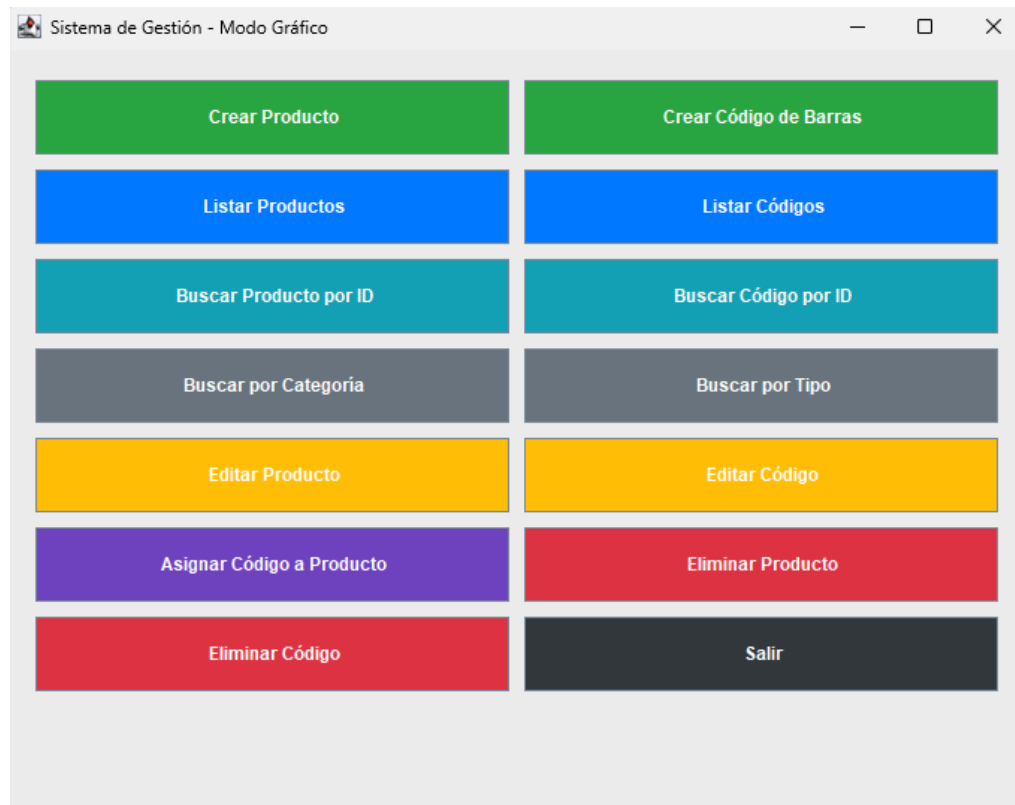 Sistema de Gestión - Modo Gráfico
Crear Producto
Crear Código de Barras
Listar Productos
Listar Códigos
Buscar Producto por ID
Buscar Código por ID
Buscar por Categoría
Buscar por Tipo
Editar Producto
Editar Código
Asignar Código a Producto
Eliminar Producto
Eliminar Código
Salir